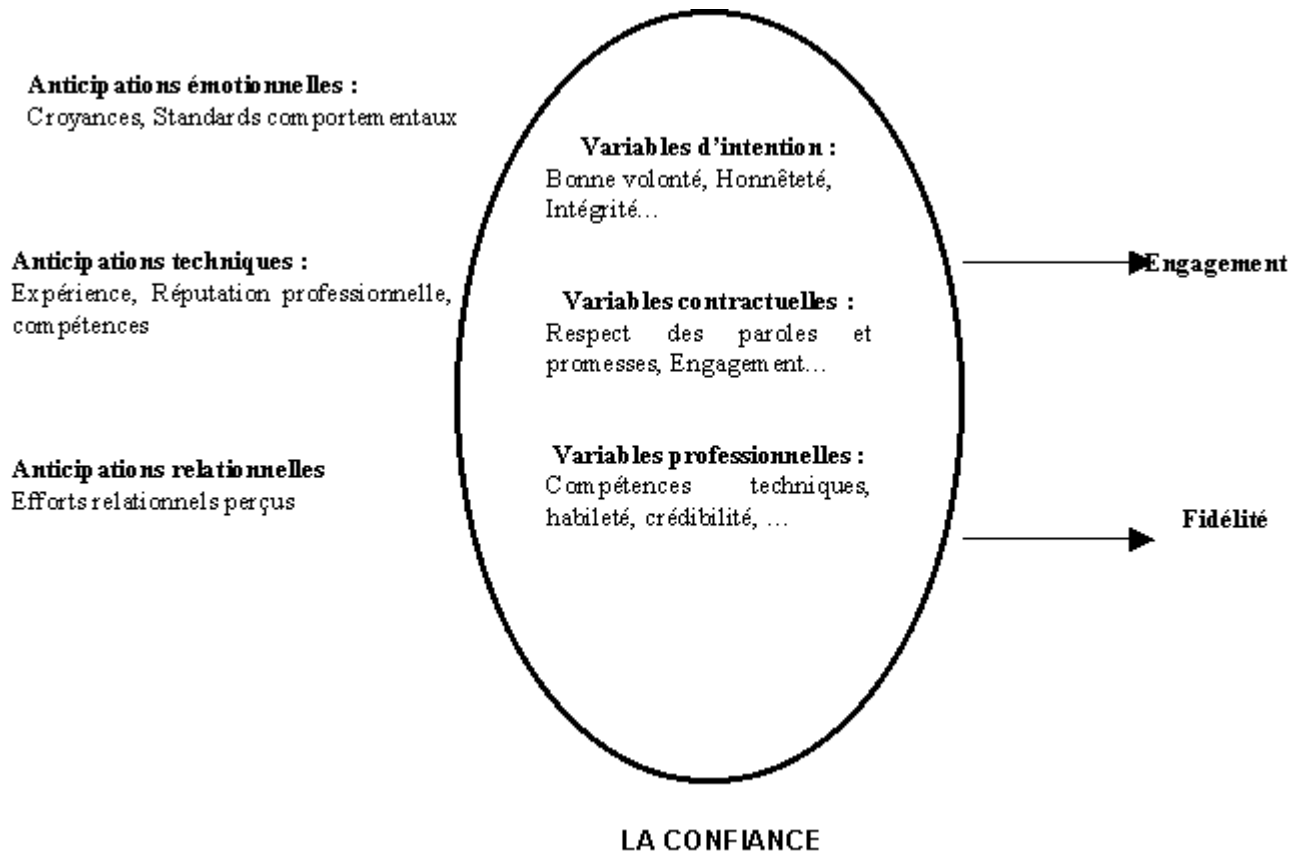 Anticipations émotionnelles :
Croyances, Standards comportementaux
Anticipations techniques :
Expérience, Réputation professionnelle,
compétences
Anticipations relationnelles
Efforts relationnels perçus
Variables d'intention :
Bonne volonté, Honnêteté,
Intégrité...
Variables contractuelles :
Respect des paroles et
promesses, Engagement...
Variables professionnelles :
Compétences techniques,
habileté, crédibilité, ...
Engagement
Fidélité
LA CONFIANCE